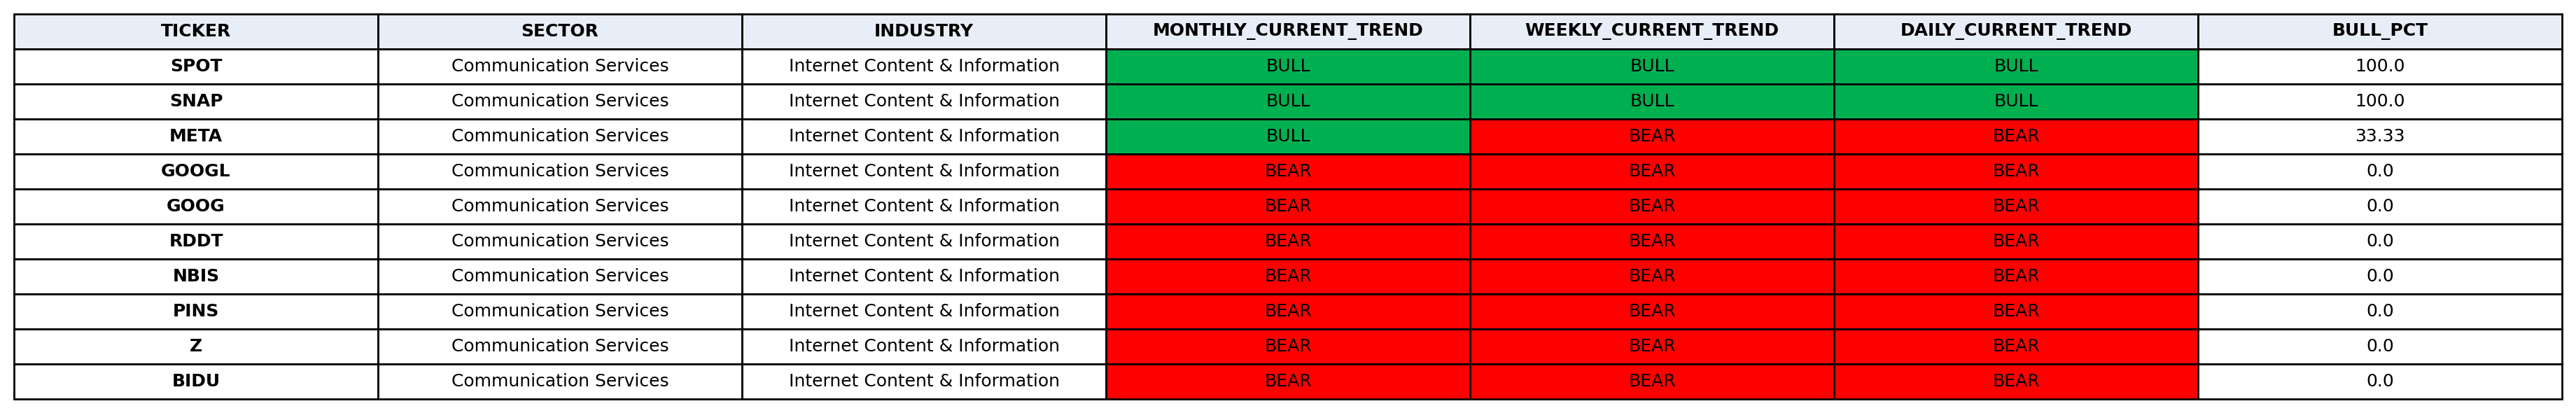 TICKER SECTOR INDUSTRY MONTHLY_CURRENT_TREND WEEKLY_CURRENT_TREND DAILY_CURRENT_TREND BULL_PCT
SPOT Communication Services Internet Content & Information BULL BULL BULL 100.0
SNAP Communication Services Internet Content & Information BULL BULL BULL 100.0
META Communication Services Internet Content & Information BULL BEAR BEAR 33.33
GOOGL Communication Services Internet Content & Information BEAR BEAR BEAR 0.0
GOOG Communication Services Internet Content & Information BEAR BEAR BEAR 0.0
RDDT Communication Services Internet Content & Information BEAR BEAR BEAR 0.0
NBIS Communication Services Internet Content & Information BEAR BEAR BEAR 0.0
PINS Communication Services Internet Content & Information BEAR BEAR BEAR 0.0
Z Communication Services Internet Content & Information BEAR BEAR BEAR 0.0
BIDU Communication Services Internet Content & Information BEAR BEAR BEAR 0.0